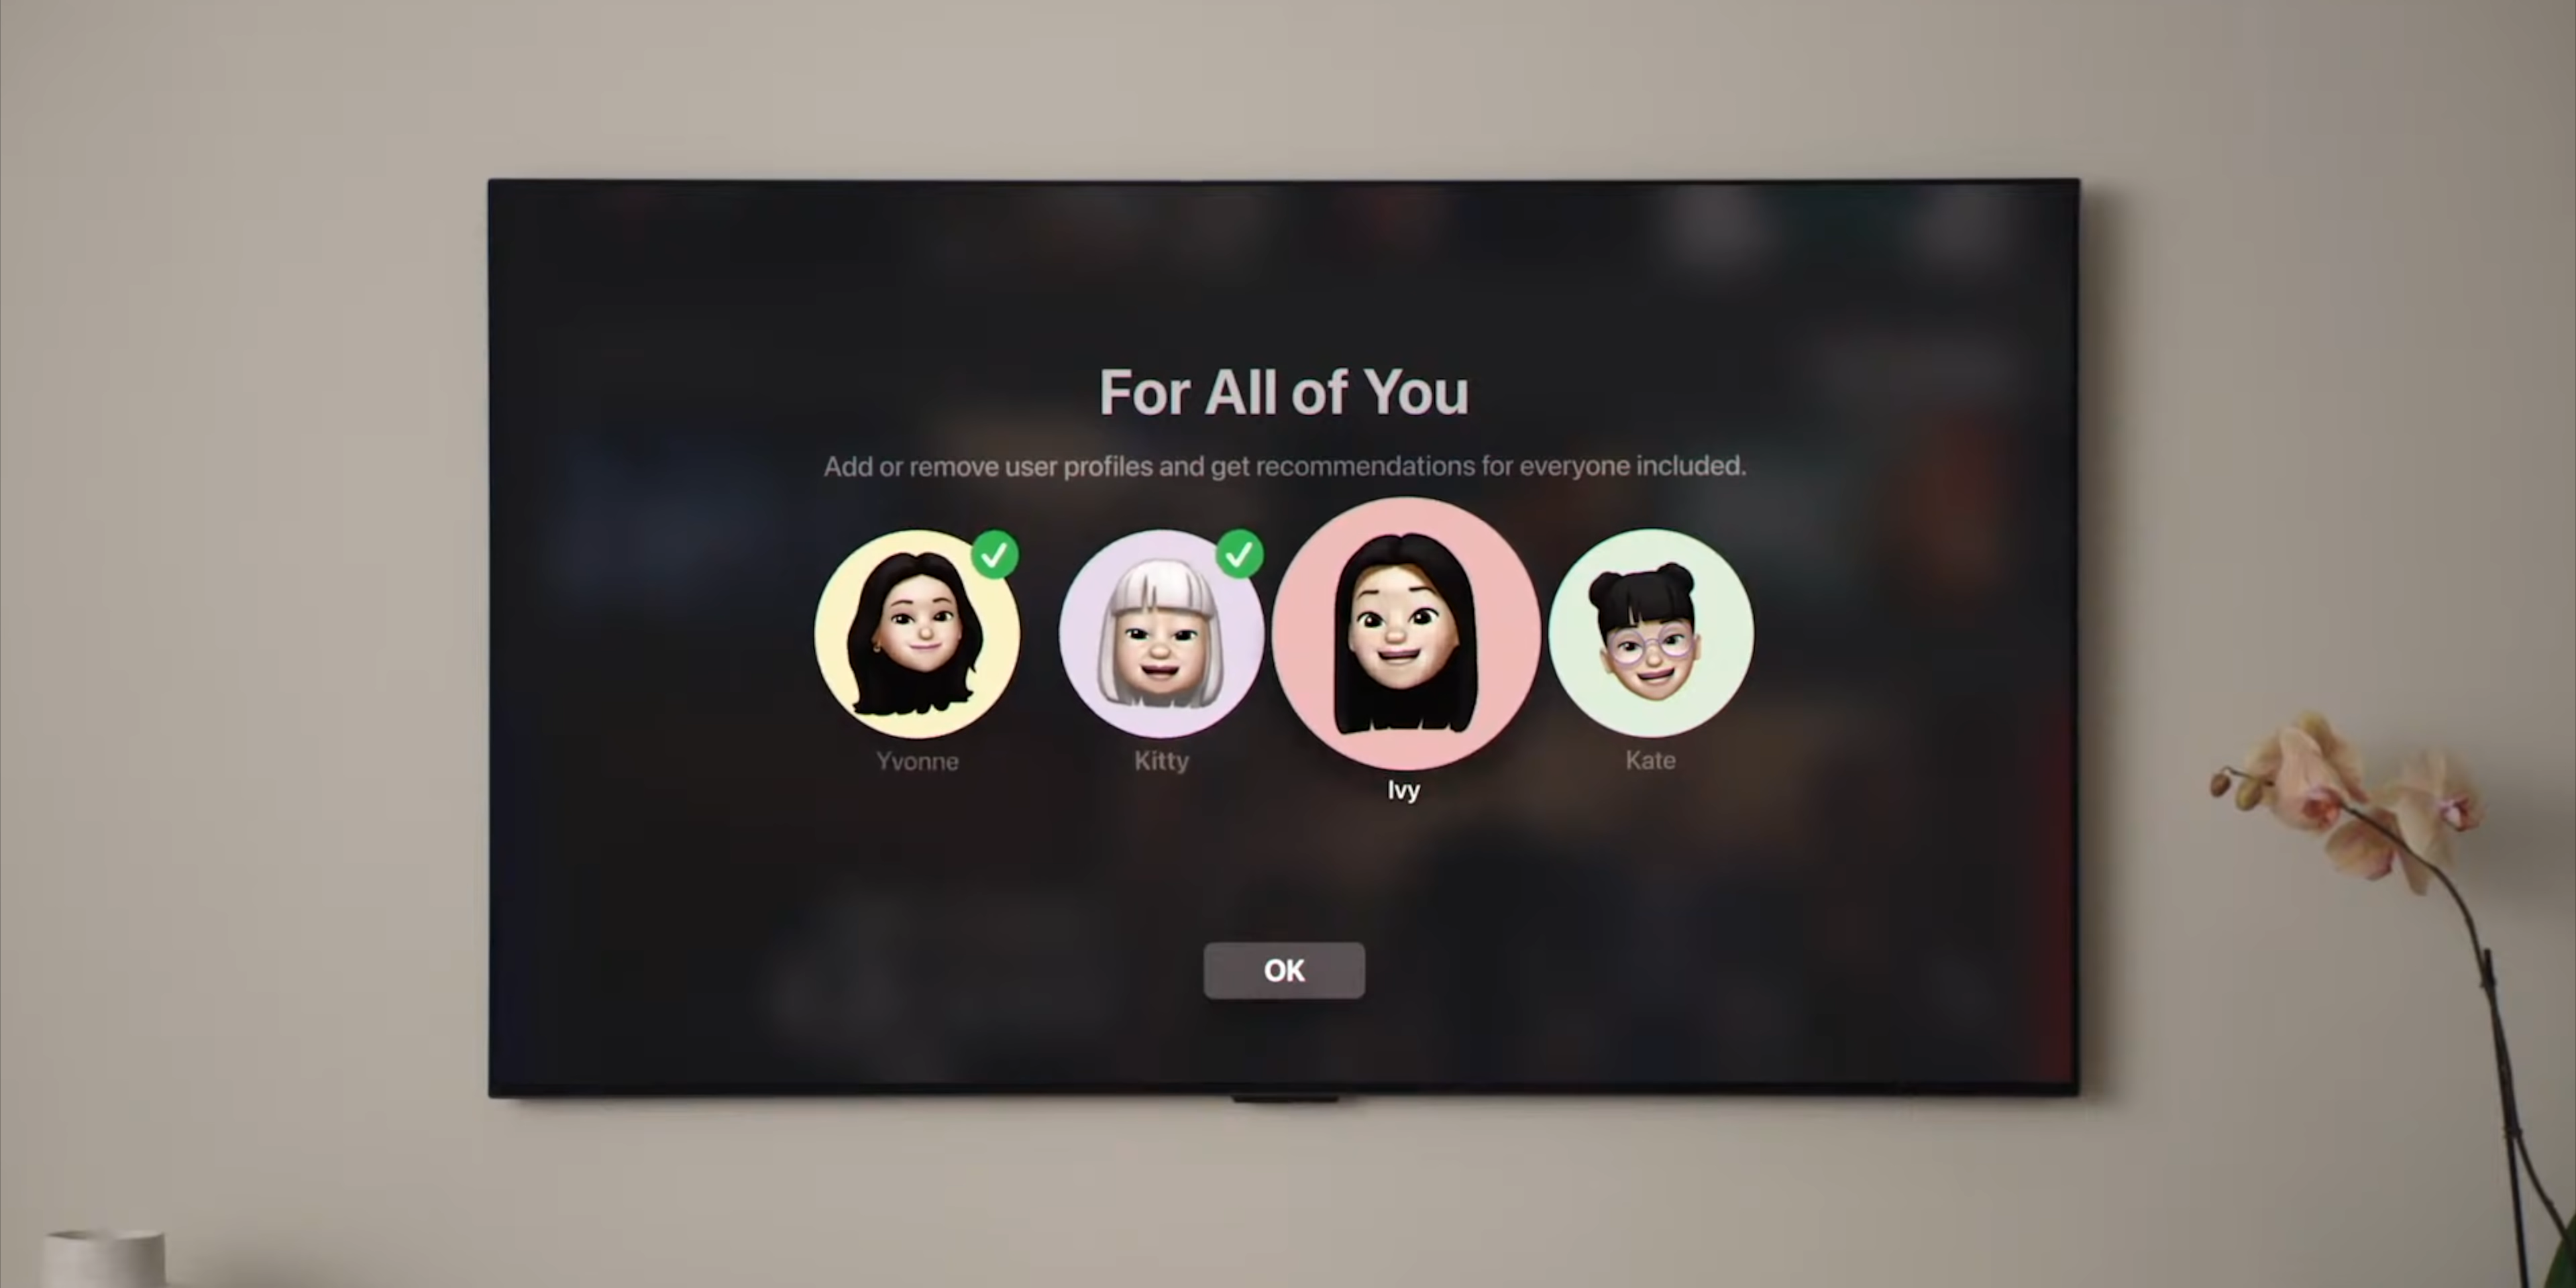 For All of You
Add or remove user profiles and get recommendations for everyone included.
Yvonne
Kitty
Ivy
Kate
OK